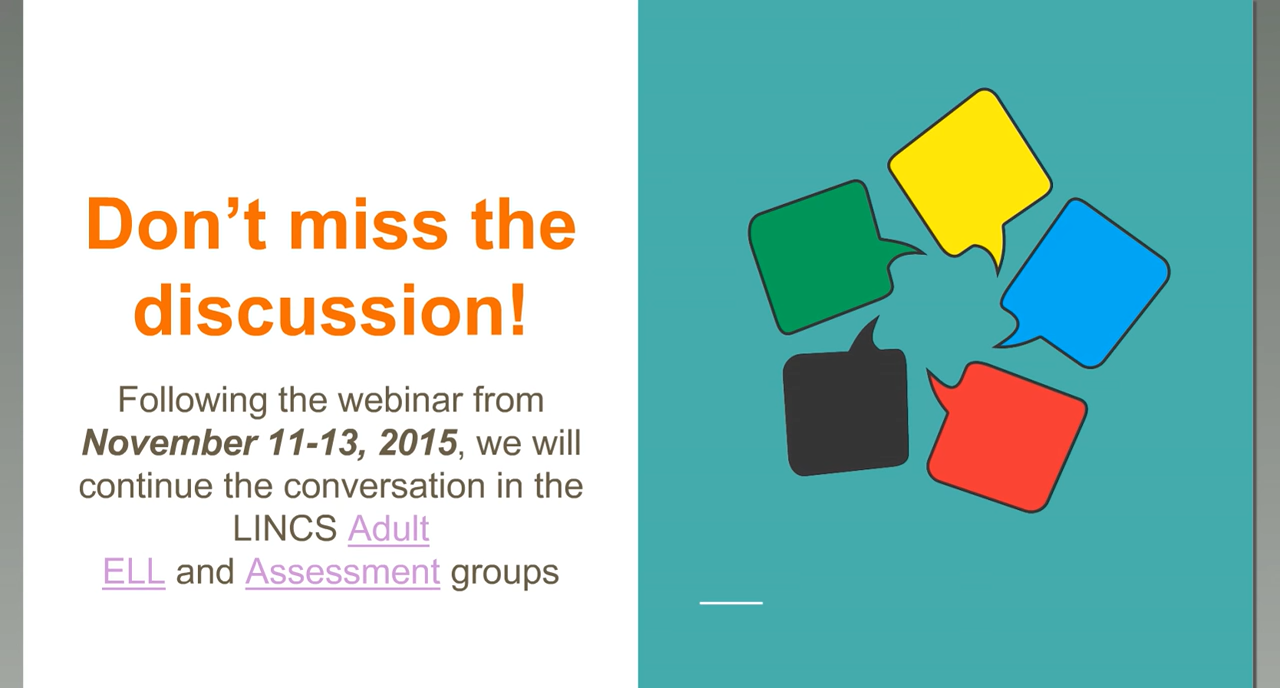 Don’t miss the
discussion!
Following the webinar from
November 11-13, 2015, we will
continue the conversation in the
LINCS Adult
ELL and Assessment groups